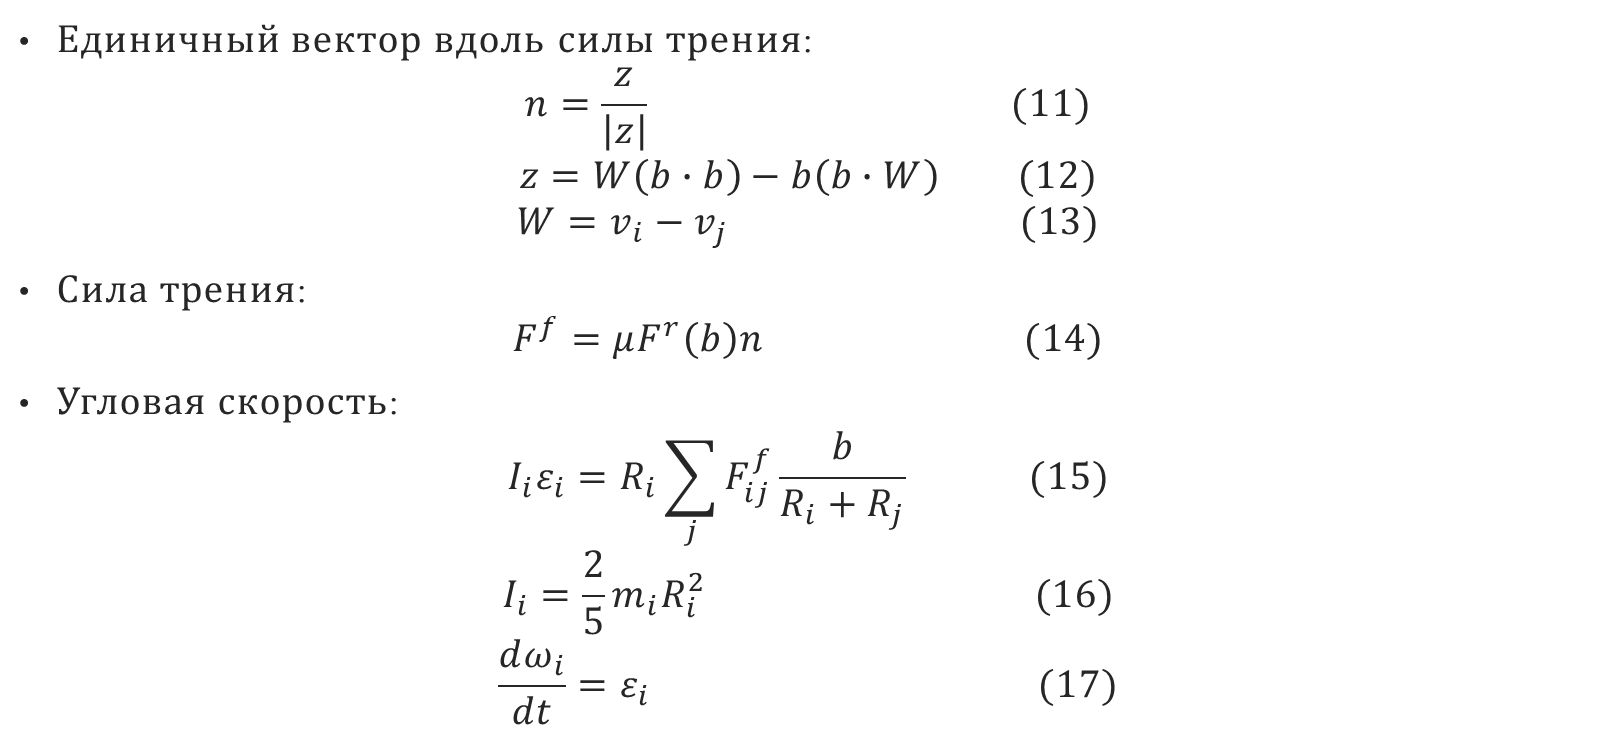 • Единичный вектор вдоль силы трения:
n = z / |z| (11)
z = W(b · b) − b(b · W) (12)
W = v_i − v_j (13)
• Сила трения:
F^f = μF^r(b)n (14)
• Угловая скорость:
I_i ε_i = R_i ∑_j F_ij^f b / (R_i + R_j) (15)
I_i = 2/5 m_i R_i^2 (16)
dω_i / dt = ε_i (17)